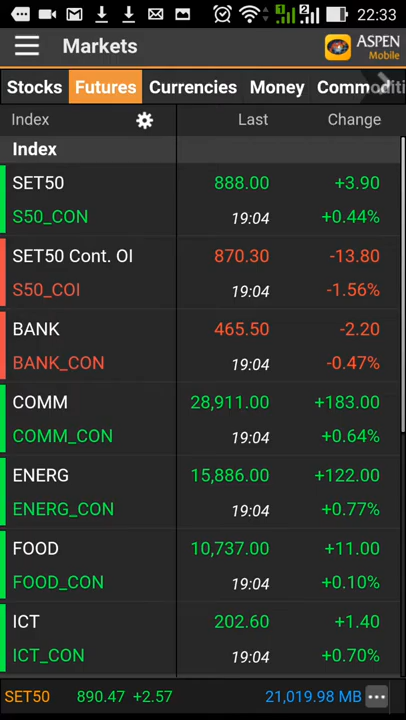 22:33
Markets
ASPEN
Mobile
Stocks Futures Currencies Money Commoditi
Index Last Change
Index
SET50 888.00 +3.90
S50_CON 19:04 +0.44%
SET50 Cont. OI 870.30 -13.80
S50_COI 19:04 -1.56%
BANK 465.50 -2.20
BANK_CON 19:04 -0.47%
COMM 28,911.00 +183.00
COMM_CON 19:04 +0.64%
ENERG 15,886.00 +122.00
ENERG_CON 19:04 +0.77%
FOOD 10,737.00 +11.00
FOOD_CON 19:04 +0.10%
ICT 202.60 +1.40
ICT_CON 19:04 +0.70%
SET50 890.47 +2.57 21,019.98 MB